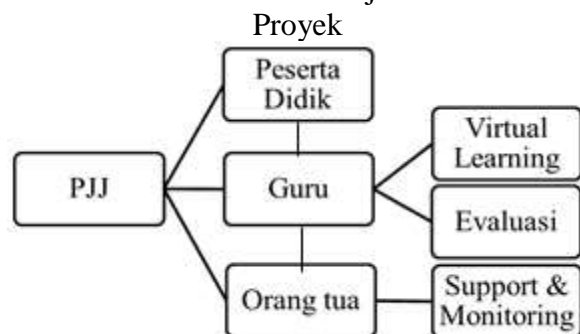 Proyek
Peserta
Didik
Virtual
Learning
PJJ
Guru
Evaluasi
Orang tua
Support &
Monitoring